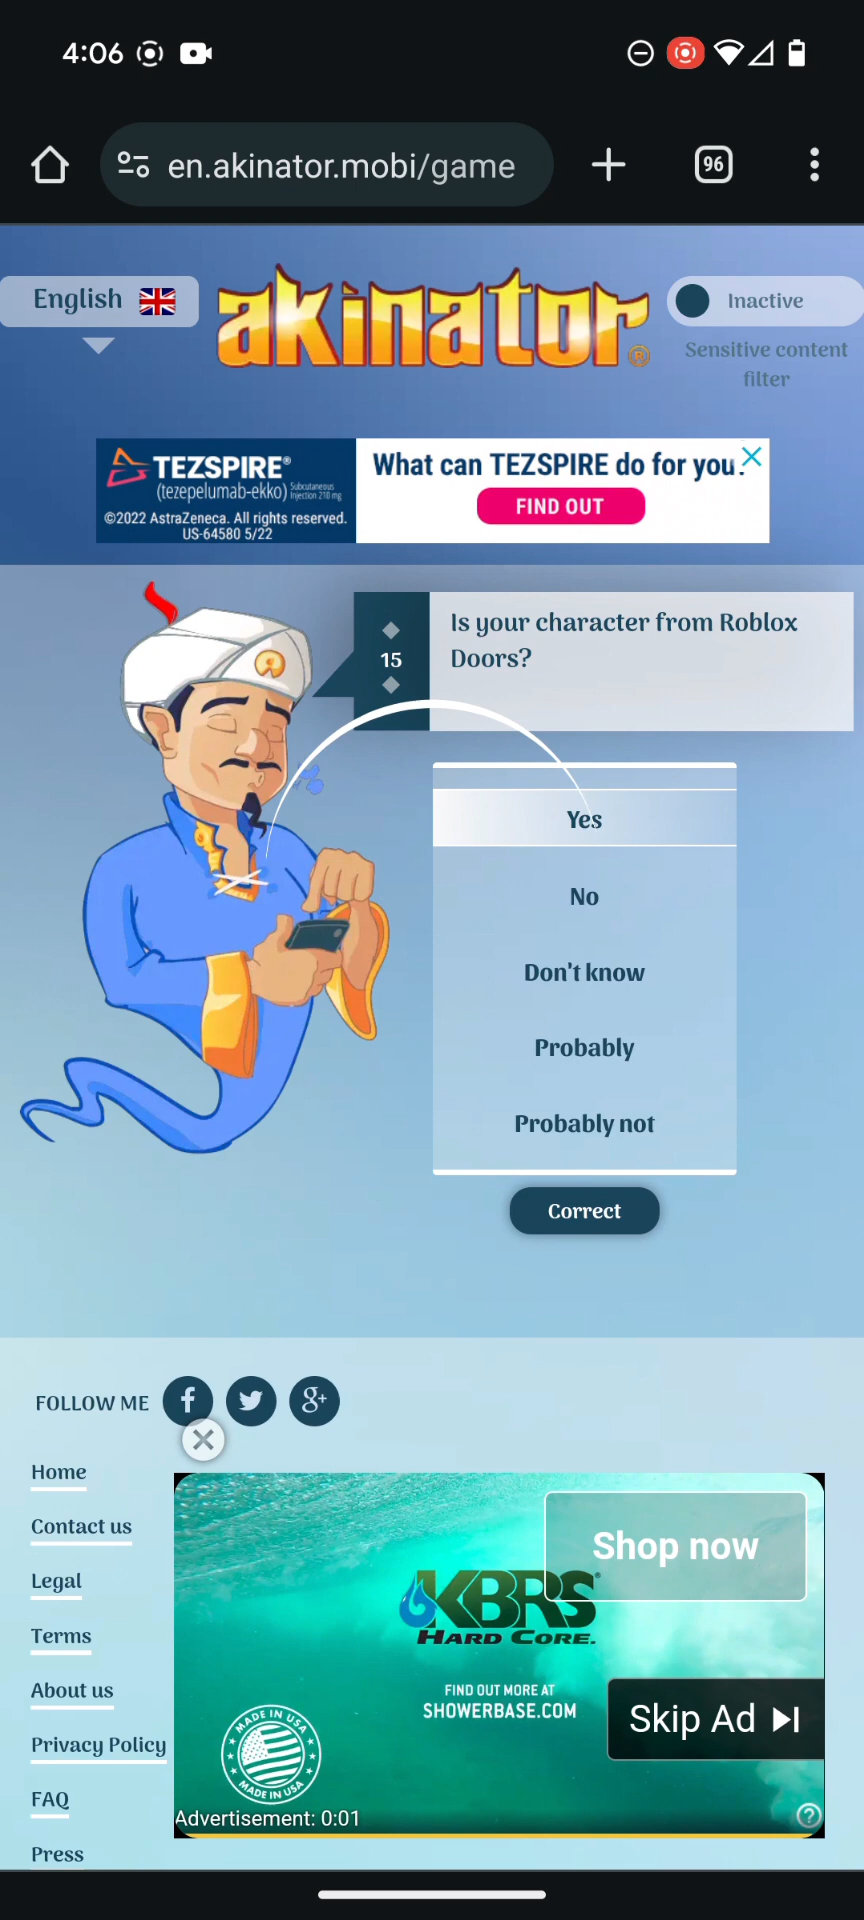 4:06
96
en.akinator.mobi/game
English
akinator®
Inactive
Sensitive content
filter
TEZSPIRE®
(tezepelumab-ekko) Subcutaneous
Injection 210 mg
©2022 AstraZeneca. All rights reserved.
US-64580 5/22
What can TEZSPIRE do for you?
FIND OUT
15
Is your character from Roblox
Doors?
Yes
No
Don't know
Probably
Probably not
Correct
FOLLOW ME
f
g+
Home
Contact us
Legal
Terms
About us
Privacy Policy
FAQ
Press
Shop now
KBRS®
HARD CORE.
FIND OUT MORE AT
SHOWERBASE.COM
Skip Ad
MADE IN USA
MADE IN USA
Advertisement: 0:01
?